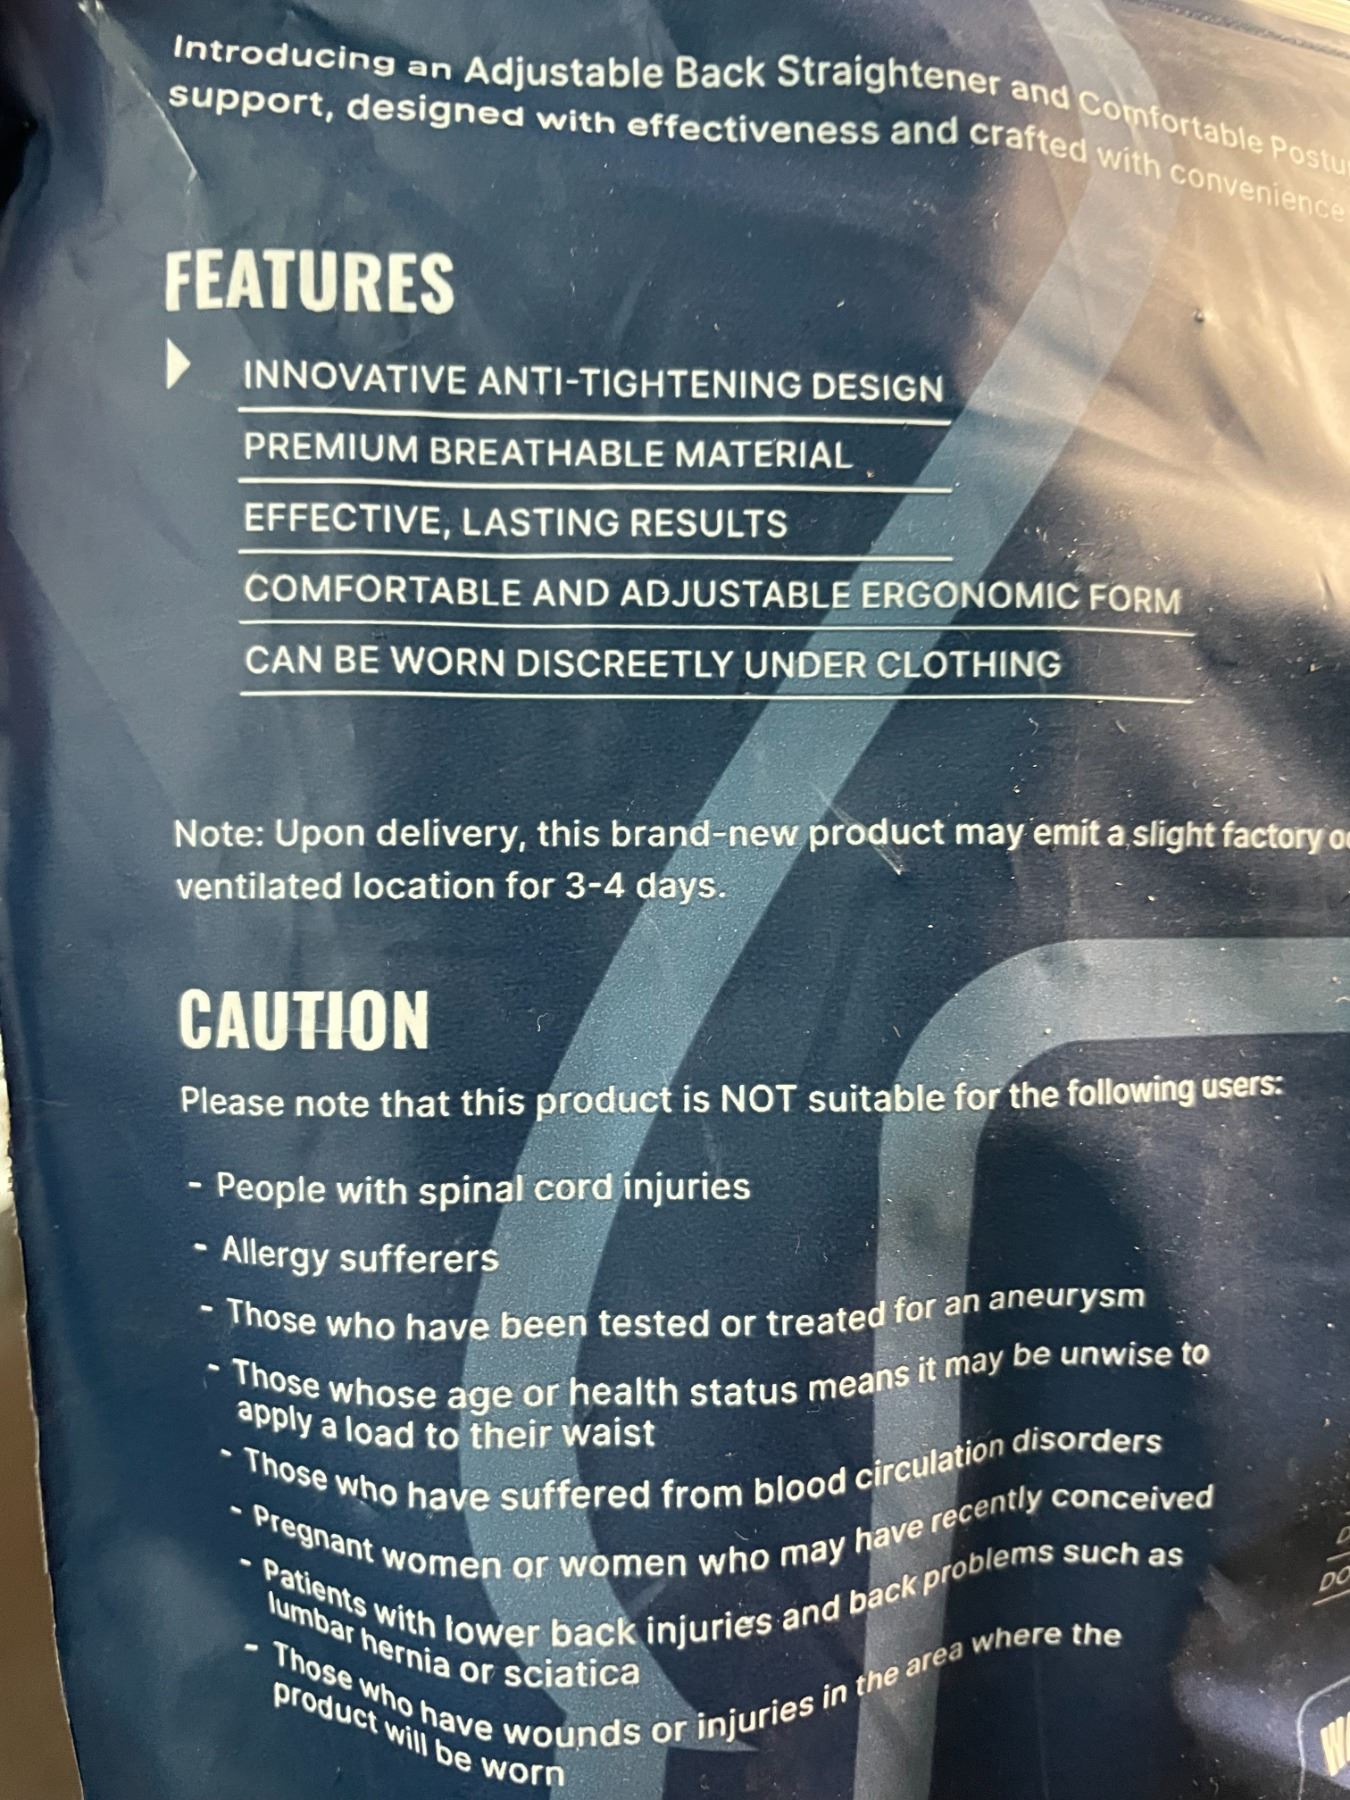 Introducing an Adjustable Back Straightener and Comfortable Postu
support, designed with effectiveness and crafted with convenience
FEATURES
INNOVATIVE ANTI-TIGHTENING DESIGN
PREMIUM BREATHABLE MATERIAL
EFFECTIVE, LASTING RESULTS
COMFORTABLE AND ADJUSTABLE ERGONOMIC FORM
CAN BE WORN DISCREETLY UNDER CLOTHING
Note: Upon delivery, this brand-new product may emit a slight factory
ventilated location for 3-4 days.
CAUTION
Please note that this product is NOT suitable for the following users:
- People with spinal cord injuries
- Allergy sufferers
- Those who have been tested or treated for an aneurysm
- Those whose age or health status means it may be unwise to
apply a load to their waist
- Those who have suffered from blood circulation disorders
- Pregnant women or women who may have recently conceived
- Patients with lower back injuries and back problems such as
lumbar hernia or sciatica
- Those who have wounds or injuries in the area where the
product will be worn
DO